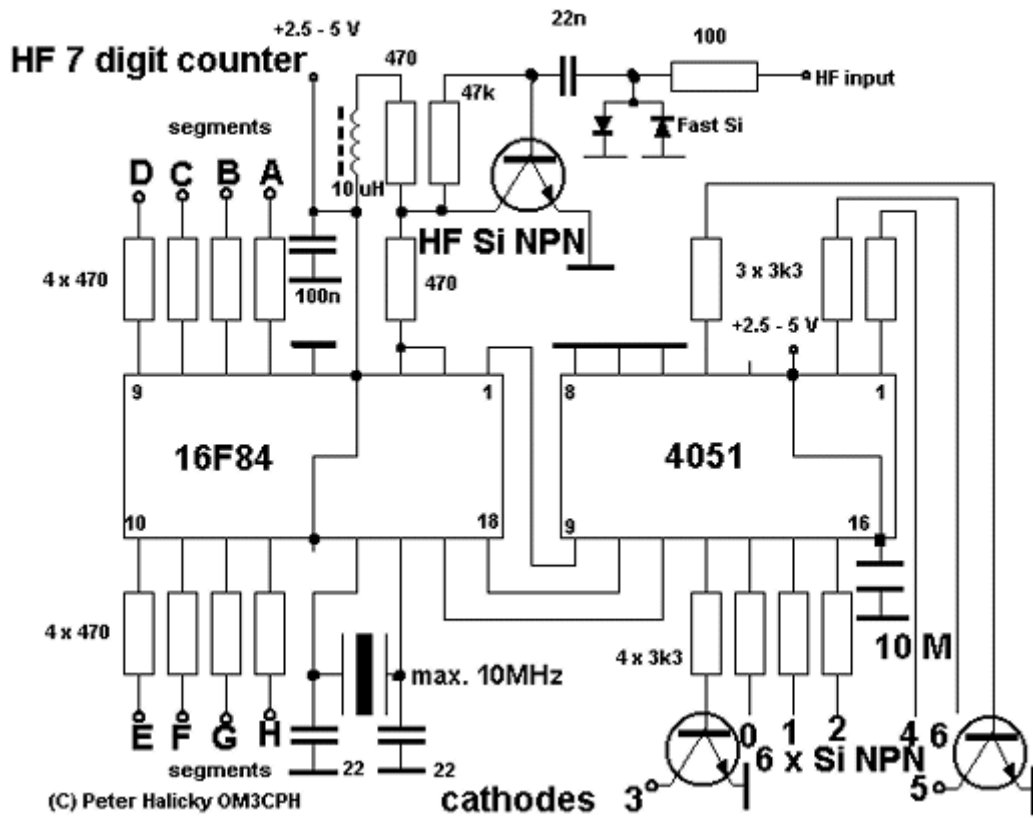 +2.5 - 5 V
22n
100
HF 7 digit counter
470
47k
HF input
segments
Fast Si
D C B A
10 uH
HF Si NPN
4 x 470
100n
470
3 x 3k3
+2.5 - 5 V
9
1
8
1
16F84
4051
10
18
9
16
4 x 470
4 x 3k3
10 M
max. 10MHz
E F G H
0 1 2 4 6
6 x Si NPN
segments
22
22
5
(C) Peter Halicky OM3CPH
cathodes
3